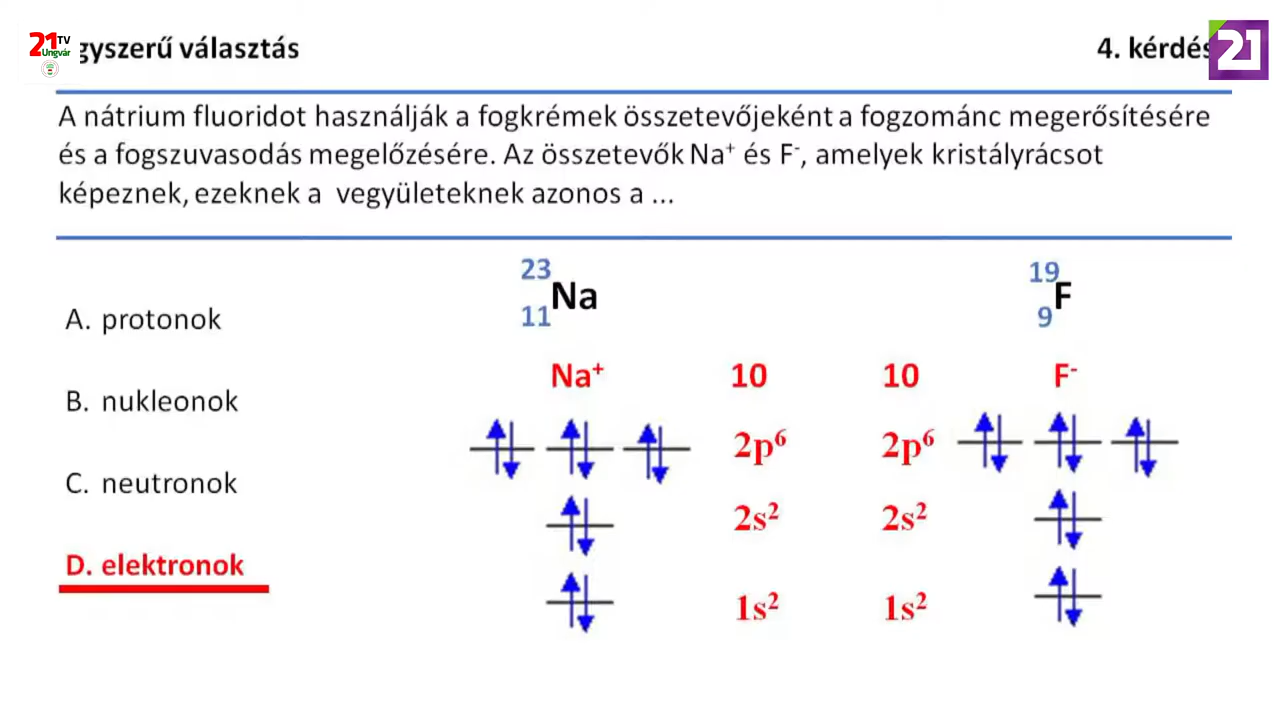 21 TV
Ungvár
gyszerű választás
4. kérdés
21
A nátrium fluoridot használják a fogkrémek összetevőjeként a fogzománc megerősítésére
és a fogszuvasodás megelőzésére. Az összetevők Na⁺ és F⁻, amelyek kristályrácsot
képeznek, ezeknek a vegyületeknek azonos a ...
A. protonok
B. nukleonok
C. neutronok
D. elektronok
23
11 Na
19
9 F
Na⁺ 10 10 F⁻
2p⁶ 2p⁶
2s² 2s²
1s² 1s²